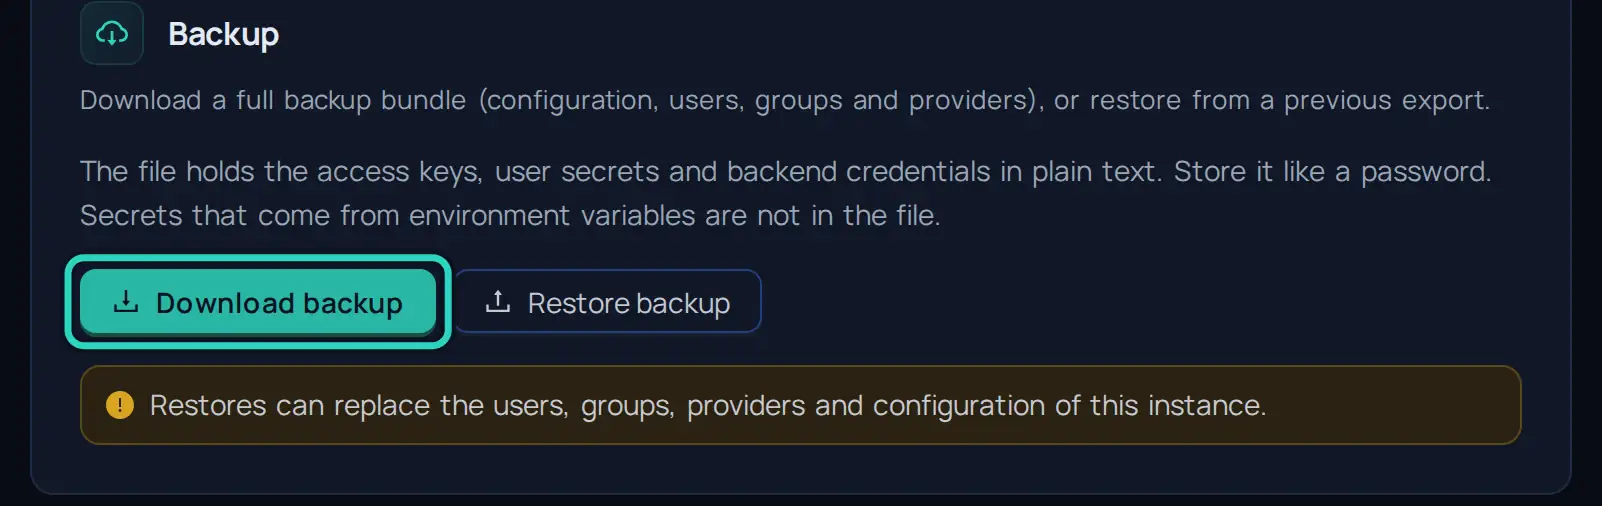 Backup
Download a full backup bundle (configuration, users, groups and providers), or restore from a previous export.
The file holds the access keys, user secrets and backend credentials in plain text. Store it like a password.
Secrets that come from environment variables are not in the file.
Download backup
Restore backup
Restores can replace the users, groups, providers and configuration of this instance.